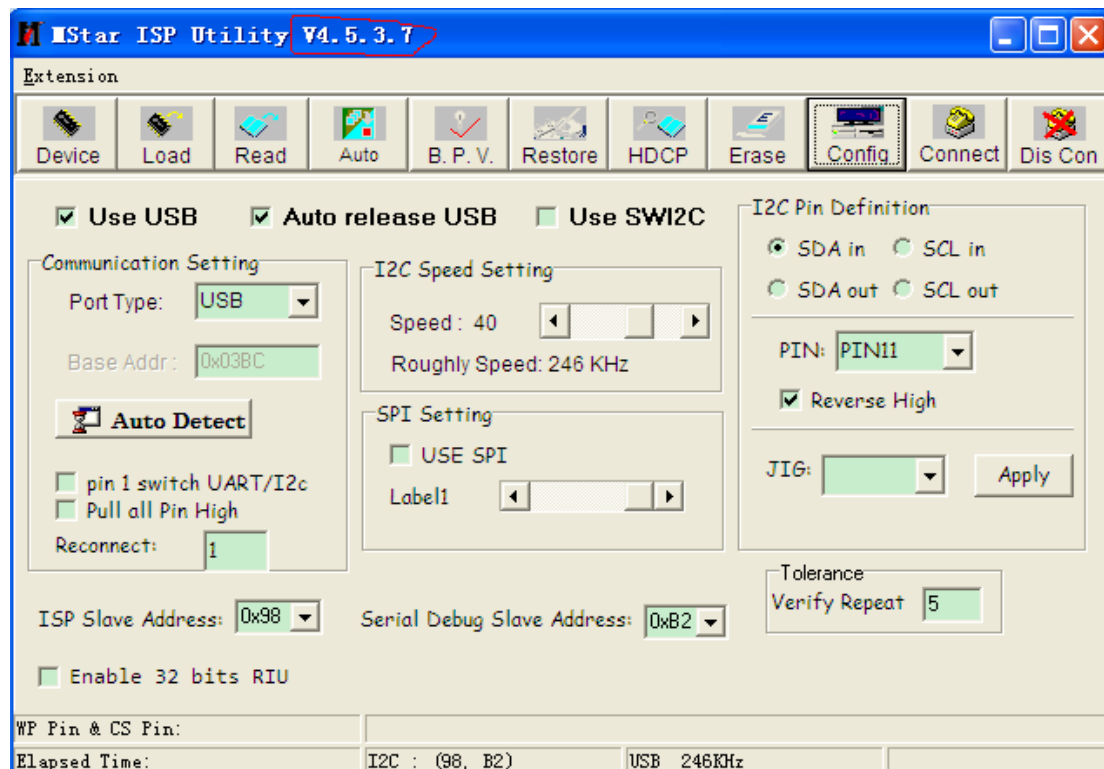 MStar ISP Utility V4.5.3.7
Extension
Device Load Read Auto B. P. V. Restore HDCP Erase Config Connect Dis Con
Use USB Auto release USB Use SWI2C
I2C Pin Definition
SDA in SCL in
SDA out SCL out
PIN: PIN11
Reverse High
JIG: Apply
Communication Setting
Port Type: USB
Base Addr: 0x03BC
Auto Detect
pin 1 switch UART/I2c
Pull all Pin High
Reconnect: 1
I2C Speed Setting
Speed: 40
Roughly Speed: 246 KHz
SPI Setting
USE SPI
Label1
Tolerance
Verify Repeat 5
ISP Slave Address: 0x98 Serial Debug Slave Address: 0xB2
Enable 32 bits RIU
WP Pin & CS Pin:
Elapsed Time: I2C : (98, B2) USB 246KHz